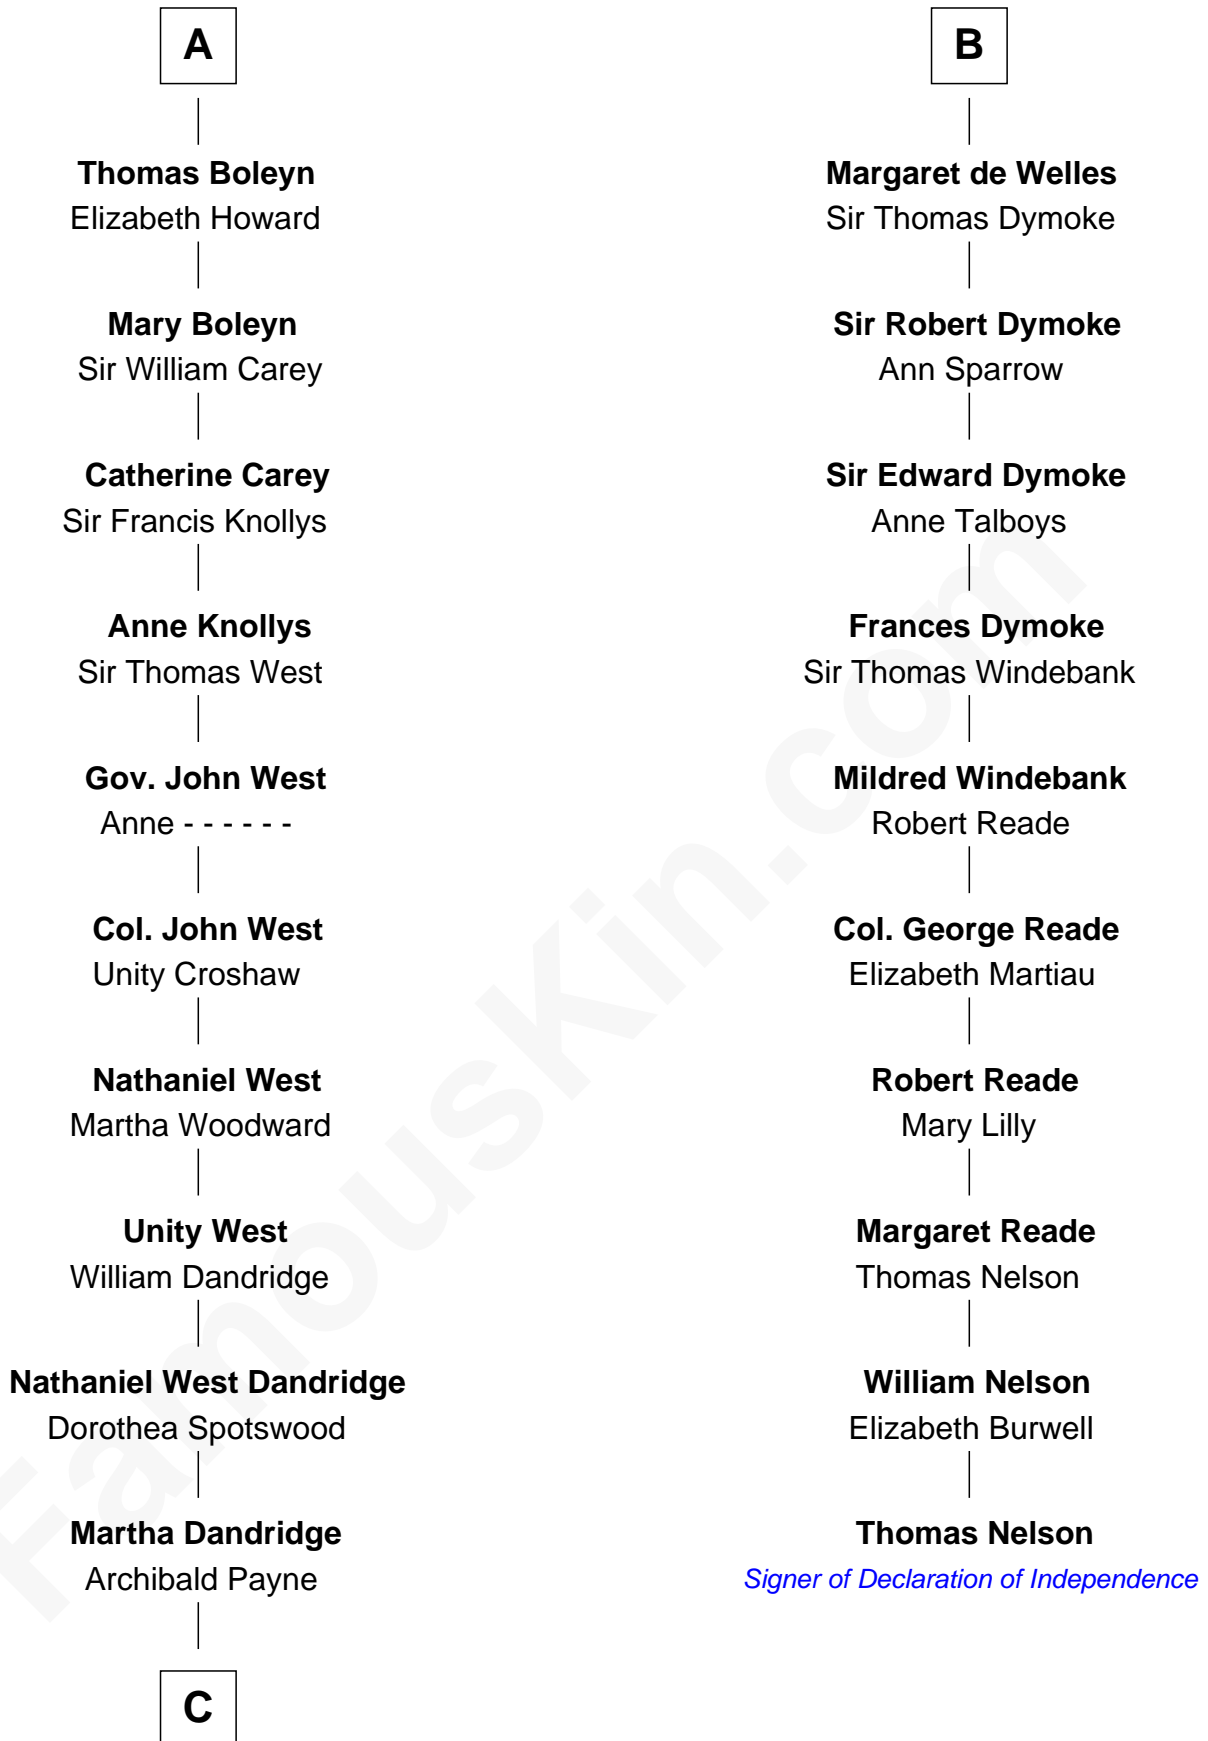 A
Thomas Boleyn
Elizabeth Howard
Mary Boleyn
Sir William Carey
Catherine Carey
Sir Francis Knollys
Anne Knollys
Sir Thomas West
Gov. John West
Anne - - - - - -
Col. John West
Unity Croshaw
Nathaniel West
Martha Woodward
Unity West
William Dandridge
Nathaniel West Dandridge
Dorothea Spotswood
Martha Dandridge
Archibald Payne
C
B
Margaret de Welles
Sir Thomas Dymoke
Sir Robert Dymoke
Ann Sparrow
Sir Edward Dymoke
Anne Talboys
Frances Dymoke
Sir Thomas Windebank
Mildred Windebank
Robert Reade
Col. George Reade
Elizabeth Martiau
Robert Reade
Mary Lilly
Margaret Reade
Thomas Nelson
William Nelson
Elizabeth Burwell
Thomas Nelson
Signer of Declaration of Independence
FamousKin.com